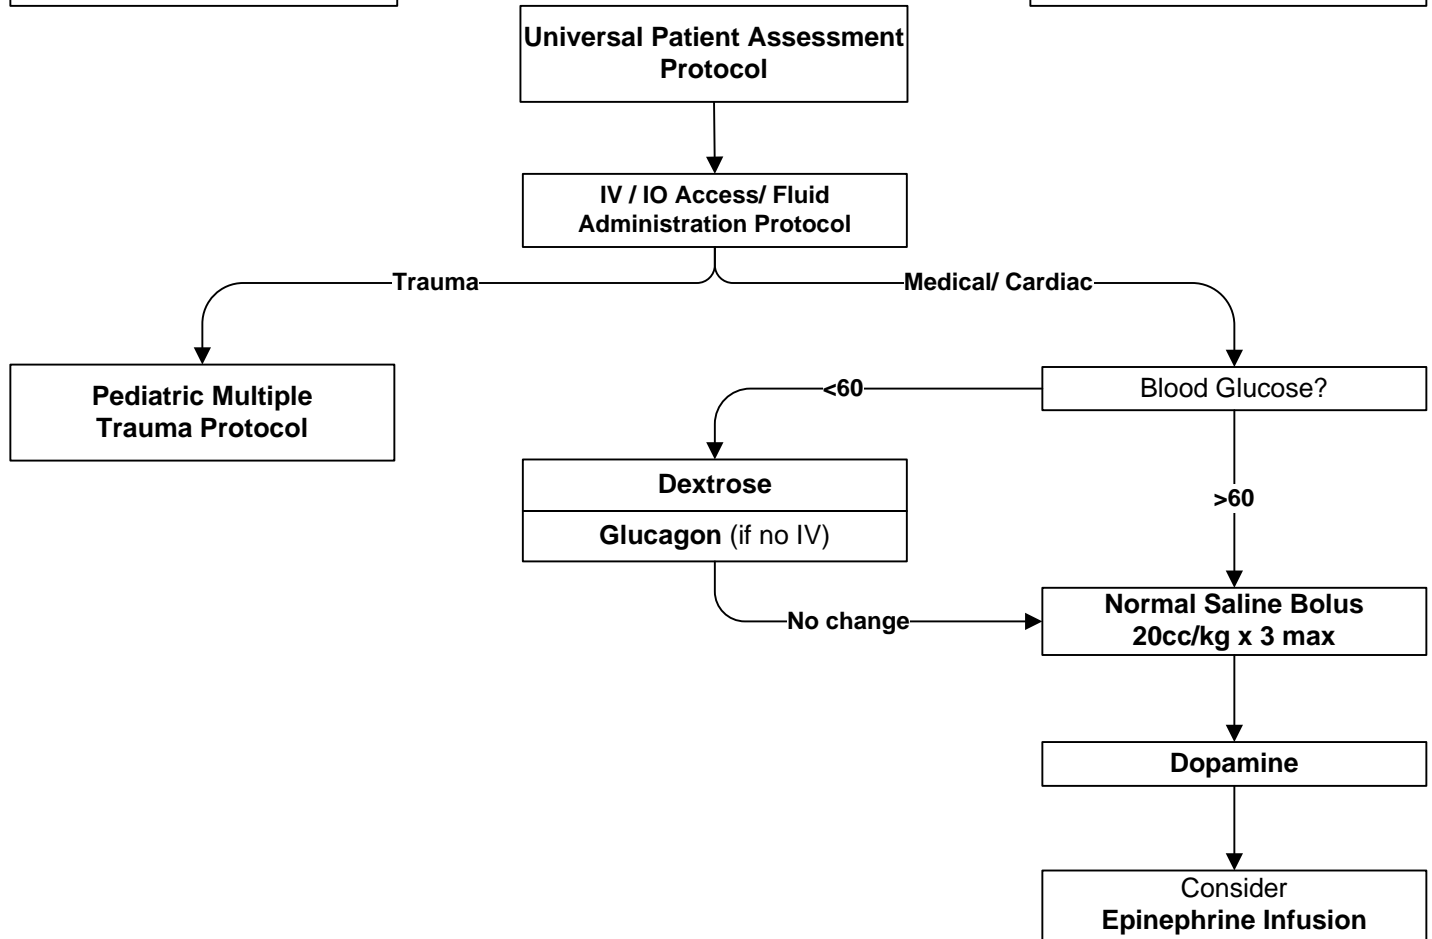 Universal Patient Assessment
Protocol
IV / IO Access/ Fluid
Administration Protocol
Trauma
Medical/ Cardiac
Pediatric Multiple
Trauma Protocol
Blood Glucose?
<60
>60
Dextrose
Glucagon (if no IV)
No change
Normal Saline Bolus
20cc/kg x 3 max
Dopamine
Consider
Epinephrine Infusion